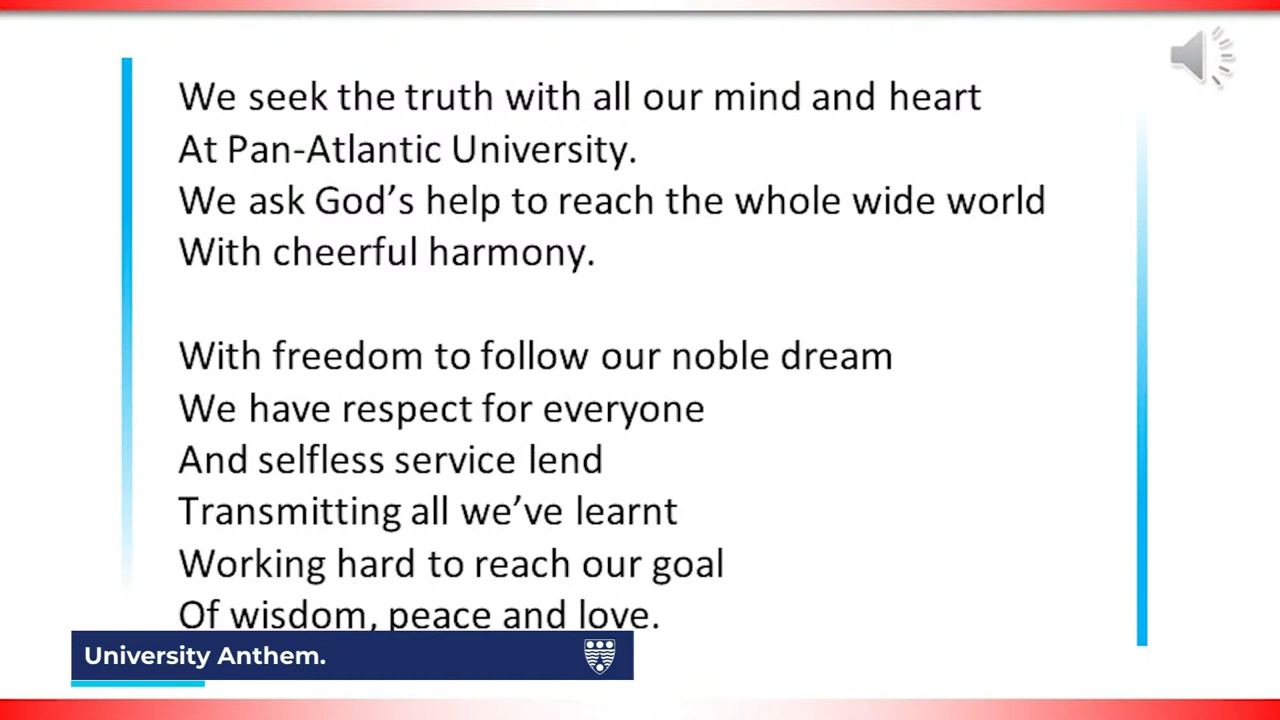 We seek the truth with all our mind and heart
At Pan-Atlantic University.
We ask God’s help to reach the whole wide world
With cheerful harmony.
With freedom to follow our noble dream
We have respect for everyone
And selfless service lend
Transmitting all we’ve learnt
Working hard to reach our goal
Of wisdom, peace and love.
University Anthem.